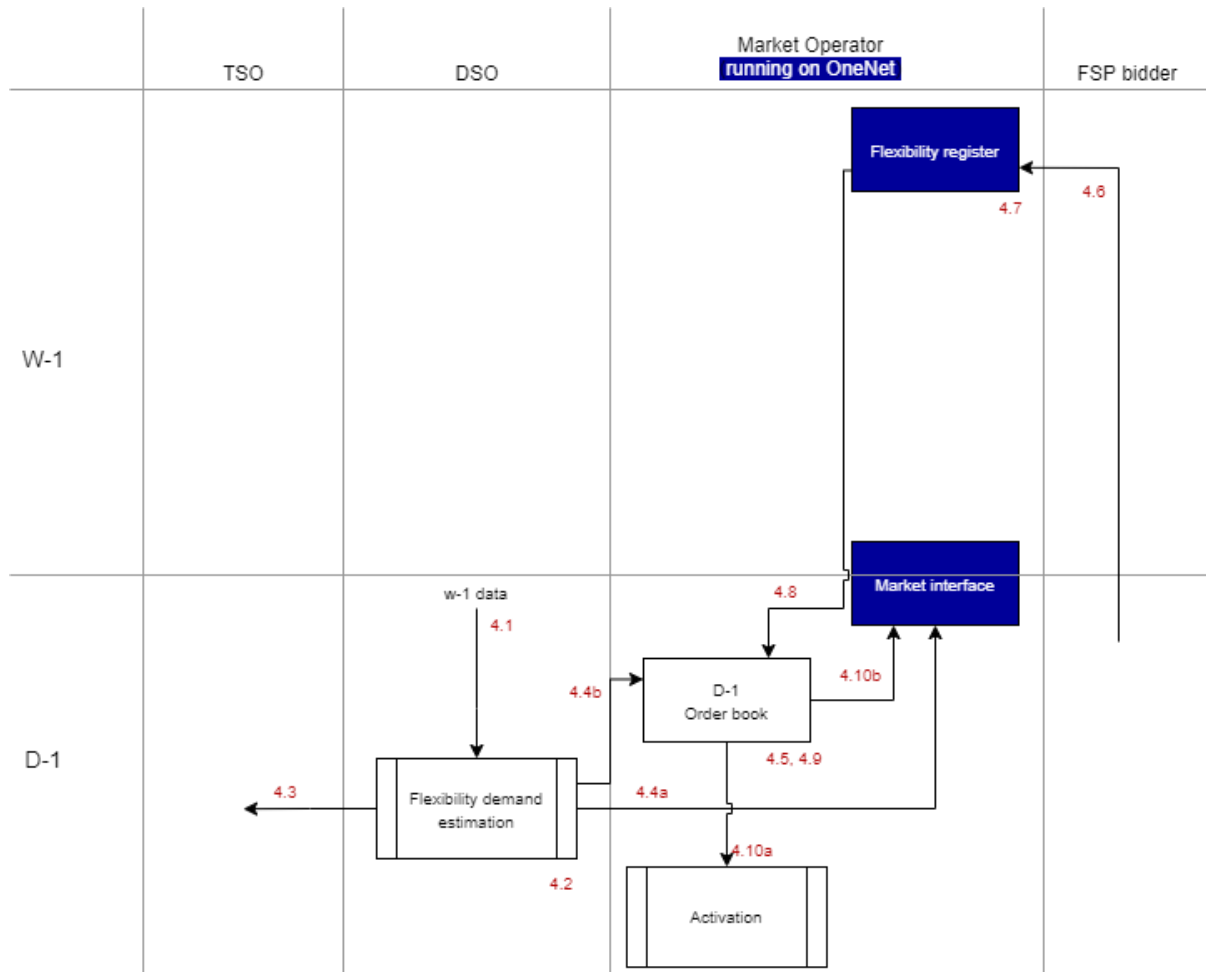 Market Operator
TSO
DSO
running on OneNet
FSP bidder
Flexibility register
4.6
4.7
W-1
Market interface
w-1 data
4.8
4.1
4.10b
4.4b
D-1
Order book
4.5, 4.9
D-1
4.3
Flexibility demand
estimation
4.4a
4.10a
4.2
Activation